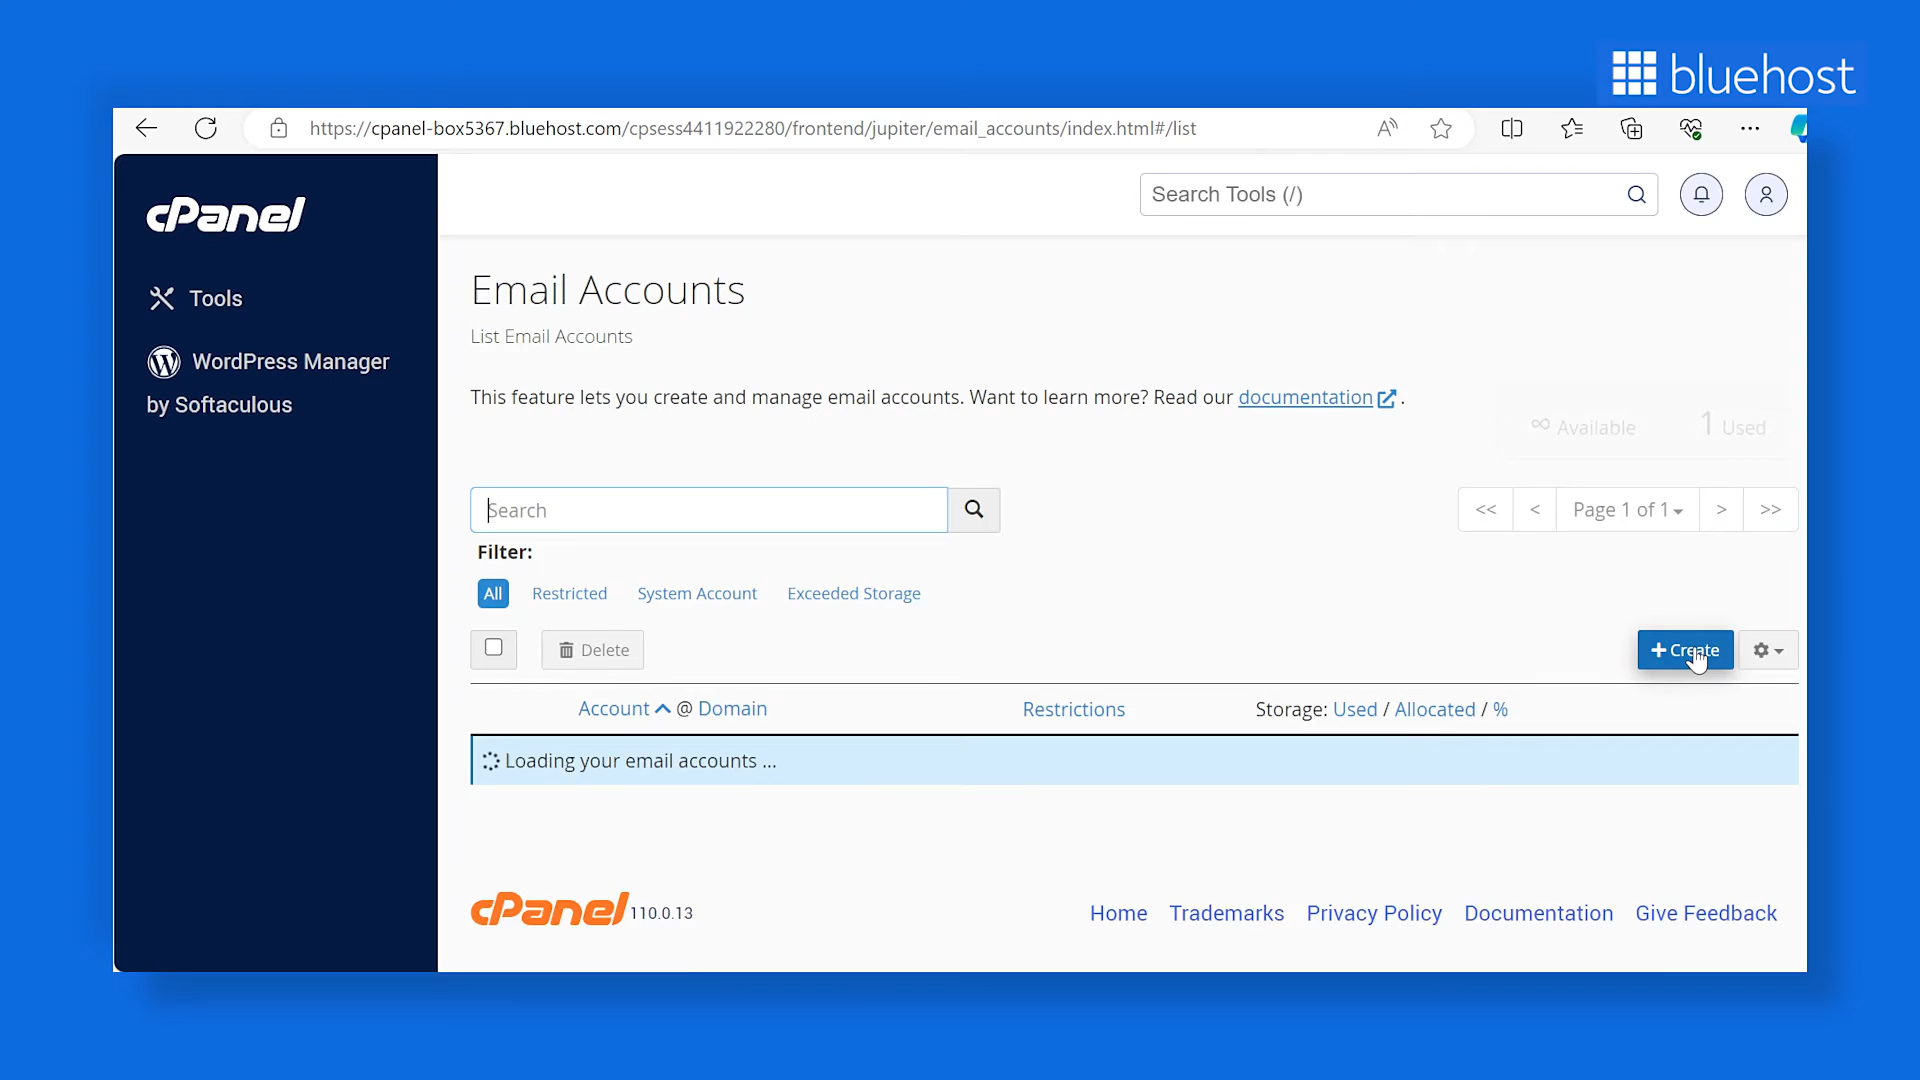 bluehost
https://cpanel-box5367.bluehost.com/cpsess4411922280/frontend/jupiter/email_accounts/index.html#/list
cPanel
Search Tools (/)
Tools
WordPress Manager
by Softaculous
Email Accounts
List Email Accounts
This feature lets you create and manage email accounts. Want to learn more? Read our documentation .
∞ Available 1 Used
Search
<< < Page 1 of 1 > >>
Filter:
All Restricted System Account Exceeded Storage
Delete
+ Create
Account @ Domain Restrictions Storage: Used / Allocated / %
Loading your email accounts ...
cPanel 110.0.13
Home Trademarks Privacy Policy Documentation Give Feedback